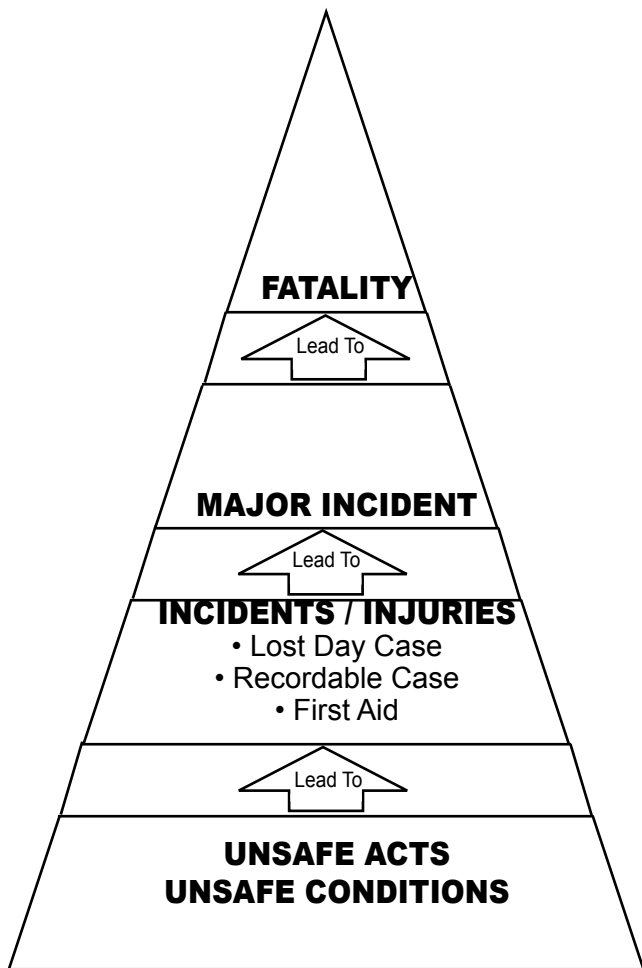 FATALITY
Lead To
MAJOR INCIDENT
Lead To
INCIDENTS / INJURIES
• Lost Day Case
• Recordable Case
• First Aid
Lead To
UNSAFE ACTS
UNSAFE CONDITIONS